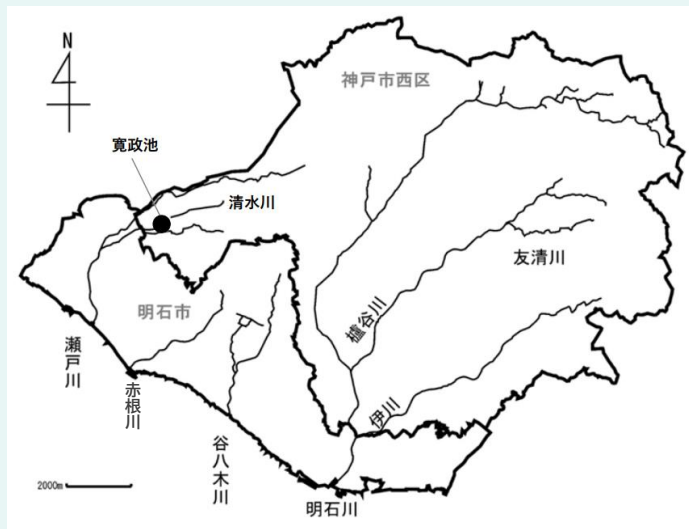 N
神戸市西区
寛政池
清水川
友清川
明石市
櫨谷川
瀬戸川
赤根川
伊川
谷八木川
2000m
明石川